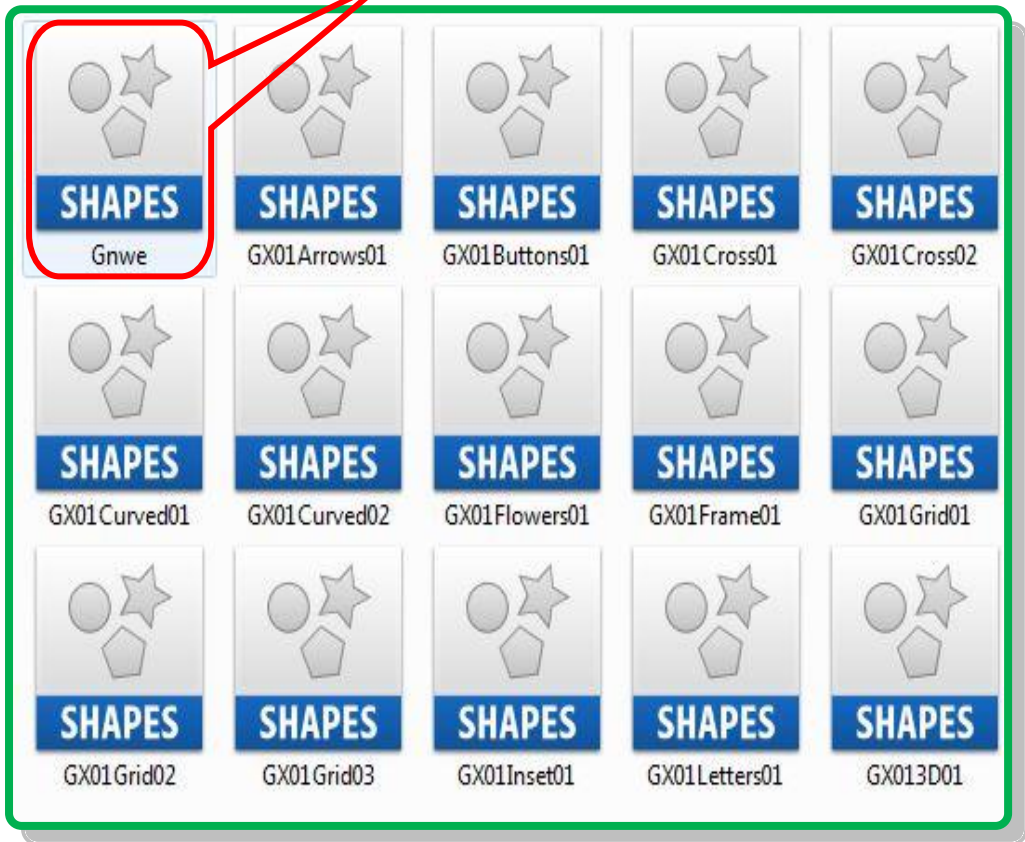 SHAPES SHAPES SHAPES SHAPES SHAPES
Gnwe GX01Arrows01 GX01Buttons01 GX01Cross01 GX01Cross02
SHAPES SHAPES SHAPES SHAPES SHAPES
GX01Curved01 GX01Curved02 GX01Flowers01 GX01Frame01 GX01Grid01
SHAPES SHAPES SHAPES SHAPES SHAPES
GX01Grid02 GX01Grid03 GX01Inset01 GX01Letters01 GX013D01